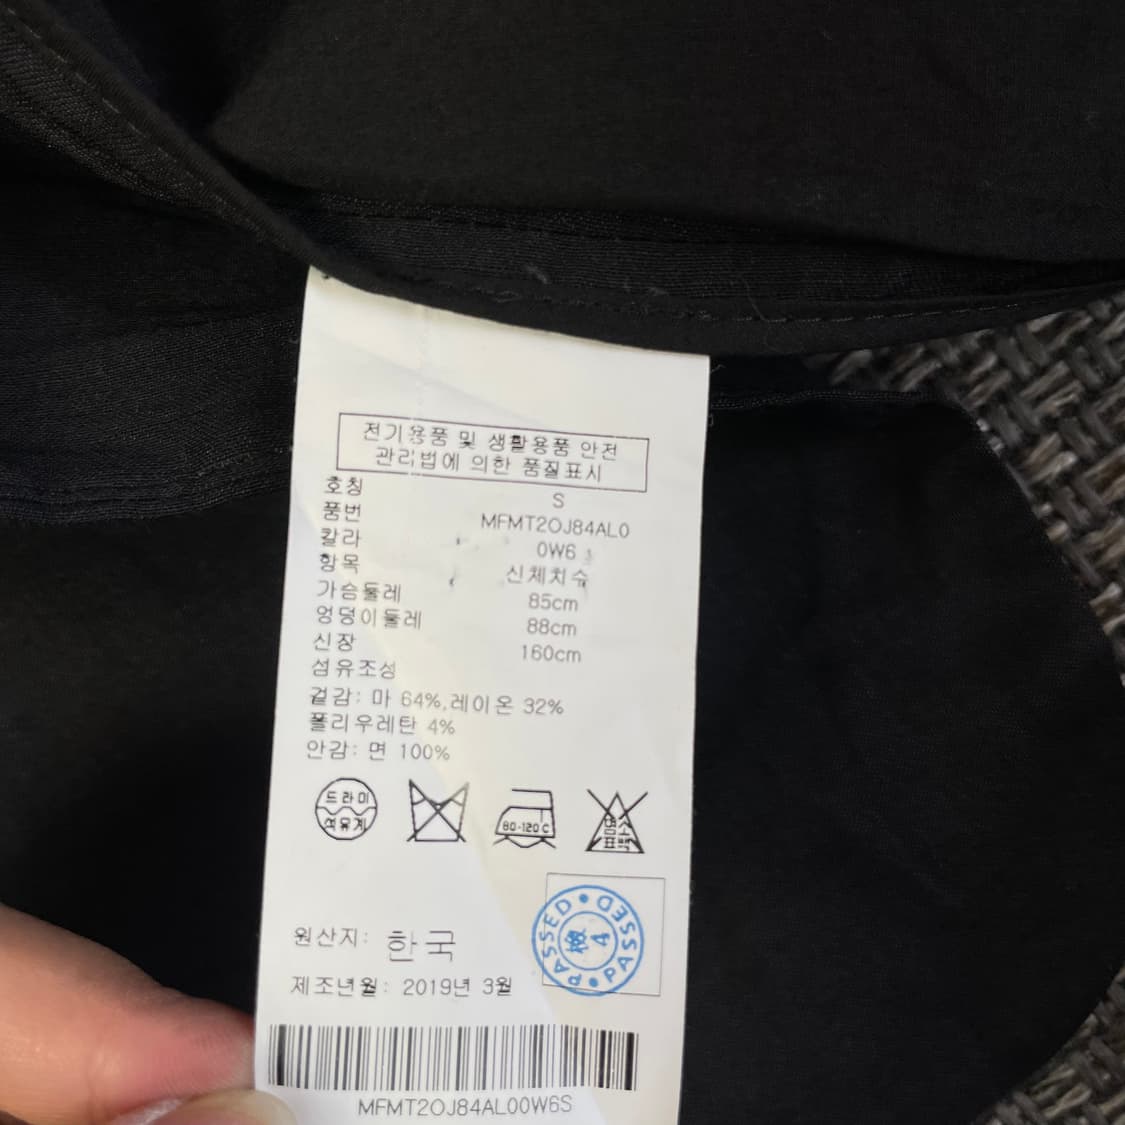 전기용품 및 생활용품 안전
관리법에 의한 품질표시
호칭 S
품번 MFMT2OJ84AL0
칼라 0W6
항목 신체치수
가슴둘레 85cm
엉덩이둘레 88cm
신장 160cm
섬유조성
겉감: 마 64%,레이온 32%
폴리우레탄 4%
안감: 면 100%
드라이
석유계
80-120℃
염소
표백
PASSED PASSED
4
원산지: 한국
제조년월: 2019년 3월
MFMT2OJ84AL00W6S